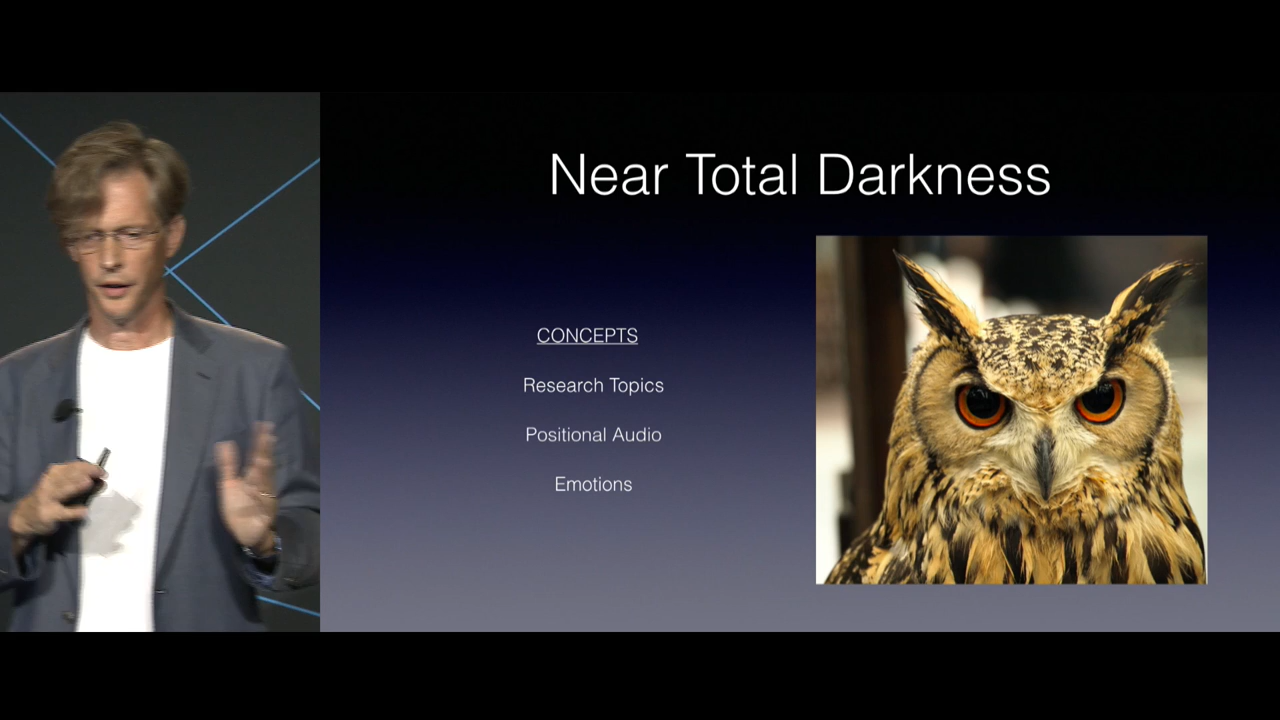 Near Total Darkness
CONCEPTS
Research Topics
Positional Audio
Emotions